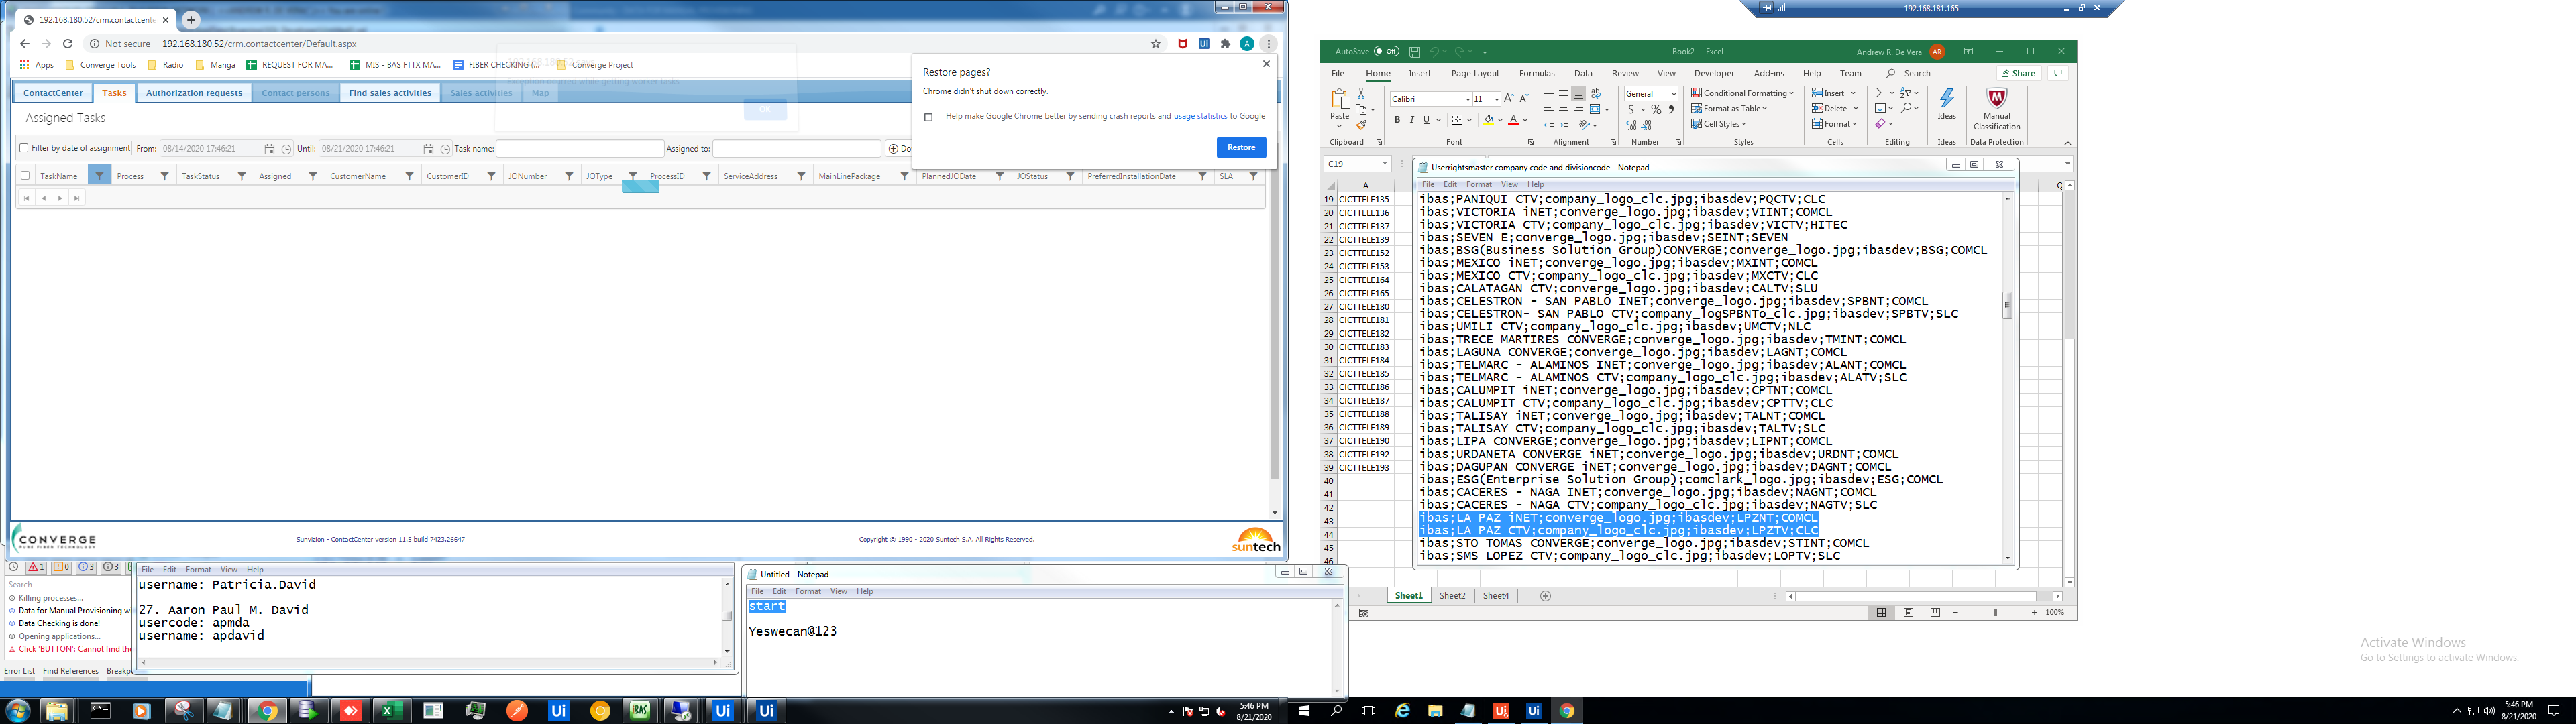 192.168.180.52/crm.contactcente
Not secure | 192.168.180.52/crm.contactcenter/Default.aspx
Apps Converge Tools Radio Manga REQUEST FOR MA... MIS - BAS FTTX MA... FIBER CHECKING (... Converge Project
Restore pages?
Chrome didn't shut down correctly.
Help make Google Chrome better by sending crash reports and usage statistics to Google
Restore
ContactCenter Tasks Authorization requests Contact persons Find sales activities Sales activities Map
Assigned Tasks
Filter by date of assignment From: 08/14/2020 17:46:21 Until: 08/21/2020 17:46:21 Task name: Assigned to: Dov
TaskName Process TaskStatus Assigned CustomerName CustomerID JONumber JOType ProcessID ServiceAddress MainLinePackage PlannedJODate JOStatus PreferredInstallationDate SLA
CONVERGE
PURE FIBER TECHNOLOGY
Sunvizion - ContactCenter version 11.5 build 7423.26647
Copyright © 1990 - 2020 Suntech S.A. All Rights Reserved.
suntech
1 0 3 3
Search
Killing processes...
Data for Manual Provisioning wi
Data Checking is done!
Opening applications...
Click 'BUTTON': Cannot find the
Error List Find References Breakp
File Edit Format View Help
username: Patricia.David
27. Aaron Paul M. David
usercode: apmda
username: apdavid
Untitled - Notepad
File Edit Format View Help
start
Yeswecan@123
5:46 PM
8/21/2020
192.168.181.165
AutoSave Off
Book2 - Excel
Andrew R. De Vera AR
File Home Insert Page Layout Formulas Data Review View Developer Add-ins Help Team Search Share
Paste
Calibri 11
B I U
General
Conditional Formatting
Format as Table
Cell Styles
Insert
Delete
Format
Ideas
Manual
Classification
Clipboard Font Alignment Number Styles Cells Editing Ideas Data Protection
C19
A
Q
19 CICTTELE135
20 CICTTELE136
21 CICTTELE137
22 CICTTELE139
23 CICTTELE152
24 CICTTELE153
25 CICTTELE164
26 CICTTELE165
27 CICTTELE180
28 CICTTELE181
29 CICTTELE182
30 CICTTELE183
31 CICTTELE184
32 CICTTELE185
33 CICTTELE186
34 CICTTELE187
35 CICTTELE188
36 CICTTELE189
37 CICTTELE190
38 CICTTELE192
39 CICTTELE193
40
41
42
43
44
45
46
Userrightsmaster company code and divisioncode - Notepad
File Edit Format View Help
ibas;PANIQUI CTV;company_logo_clc.jpg;ibasdev;PQCTV;CLC
ibas;VICTORIA iNET;converge_logo.jpg;ibasdev;VIINT;COMCL
ibas;VICTORIA CTV;company_logo_clc.jpg;ibasdev;VICTV;HITEC
ibas;SEVEN E;converge_logo.jpg;ibasdev;SEINT;SEVEN
ibas;BSG(Business Solution Group)CONVERGE;converge_logo.jpg;ibasdev;BSG;COMCL
ibas;MEXICO iNET;converge_logo.jpg;ibasdev;MXINT;COMCL
ibas;MEXICO CTV;company_logo_clc.jpg;ibasdev;MXCTV;CLC
ibas;CALATAGAN CTV;company_logo_clc.jpg;ibasdev;CALTV;SLU
ibas;CELESTRON - SAN PABLO INET;converge_logo.jpg;ibasdev;SPBNT;COMCL
ibas;CELESTRON- SAN PABLO CTV;company_logSPBNTo_clc.jpg;ibasdev;SPBTV;SLC
ibas;UMILI CTV;company_logo_clc.jpg;ibasdev;UMCTV;NLC
ibas;TRECE MARTIRES CONVERGE;converge_logo.jpg;ibasdev;TMINT;COMCL
ibas;LAGUNA CONVERGE;converge_logo.jpg;ibasdev;LAGNT;COMCL
ibas;TELMARC - ALAMINOS INET;converge_logo.jpg;ibasdev;ALANT;COMCL
ibas;TELMARC - ALAMINOS CTV;company_logo_clc.jpg;ibasdev;ALATV;SLC
ibas;CALUMPIT iNET;converge_logo.jpg;ibasdev;CPTNT;COMCL
ibas;CALUMPIT CTV;company_logo_clc.jpg;ibasdev;CPTTV;CLC
ibas;TALISAY iNET;converge_logo.jpg;ibasdev;TALNT;COMCL
ibas;TALISAY CTV;company_logo_clc.jpg;ibasdev;TALTV;SLC
ibas;LIPA CONVERGE;converge_logo.jpg;ibasdev;LIPNT;COMCL
ibas;URDANETA CONVERGE iNET;converge_logo.jpg;ibasdev;URDNT;COMCL
ibas;DAGUPAN CONVERGE iNET;converge_logo.jpg;ibasdev;DAGNT;COMCL
ibas;ESG(Enterprise Solution Group);comclark_logo.jpg;ibasdev;ESG;COMCL
ibas;CACERES - NAGA INET;converge_logo.jpg;ibasdev;NAGNT;COMCL
ibas;CACERES - NAGA CTV;company_logo_clc.jpg;ibasdev;NAGTV;SLC
ibas;LA PAZ iNET;converge_logo.jpg;ibasdev;LPZNT;COMCL
ibas;LA PAZ CTV;company_logo_clc.jpg;ibasdev;LPZTV;CLC
ibas;STO TOMAS CONVERGE;converge_logo.jpg;ibasdev;STINT;COMCL
ibas;SMS LOPEZ CTV;company_logo_clc.jpg;ibasdev;LOPTV;SLC
Sheet1 Sheet2 Sheet4
100%
Activate Windows
Go to Settings to activate Windows.
5:46 PM
8/21/2020